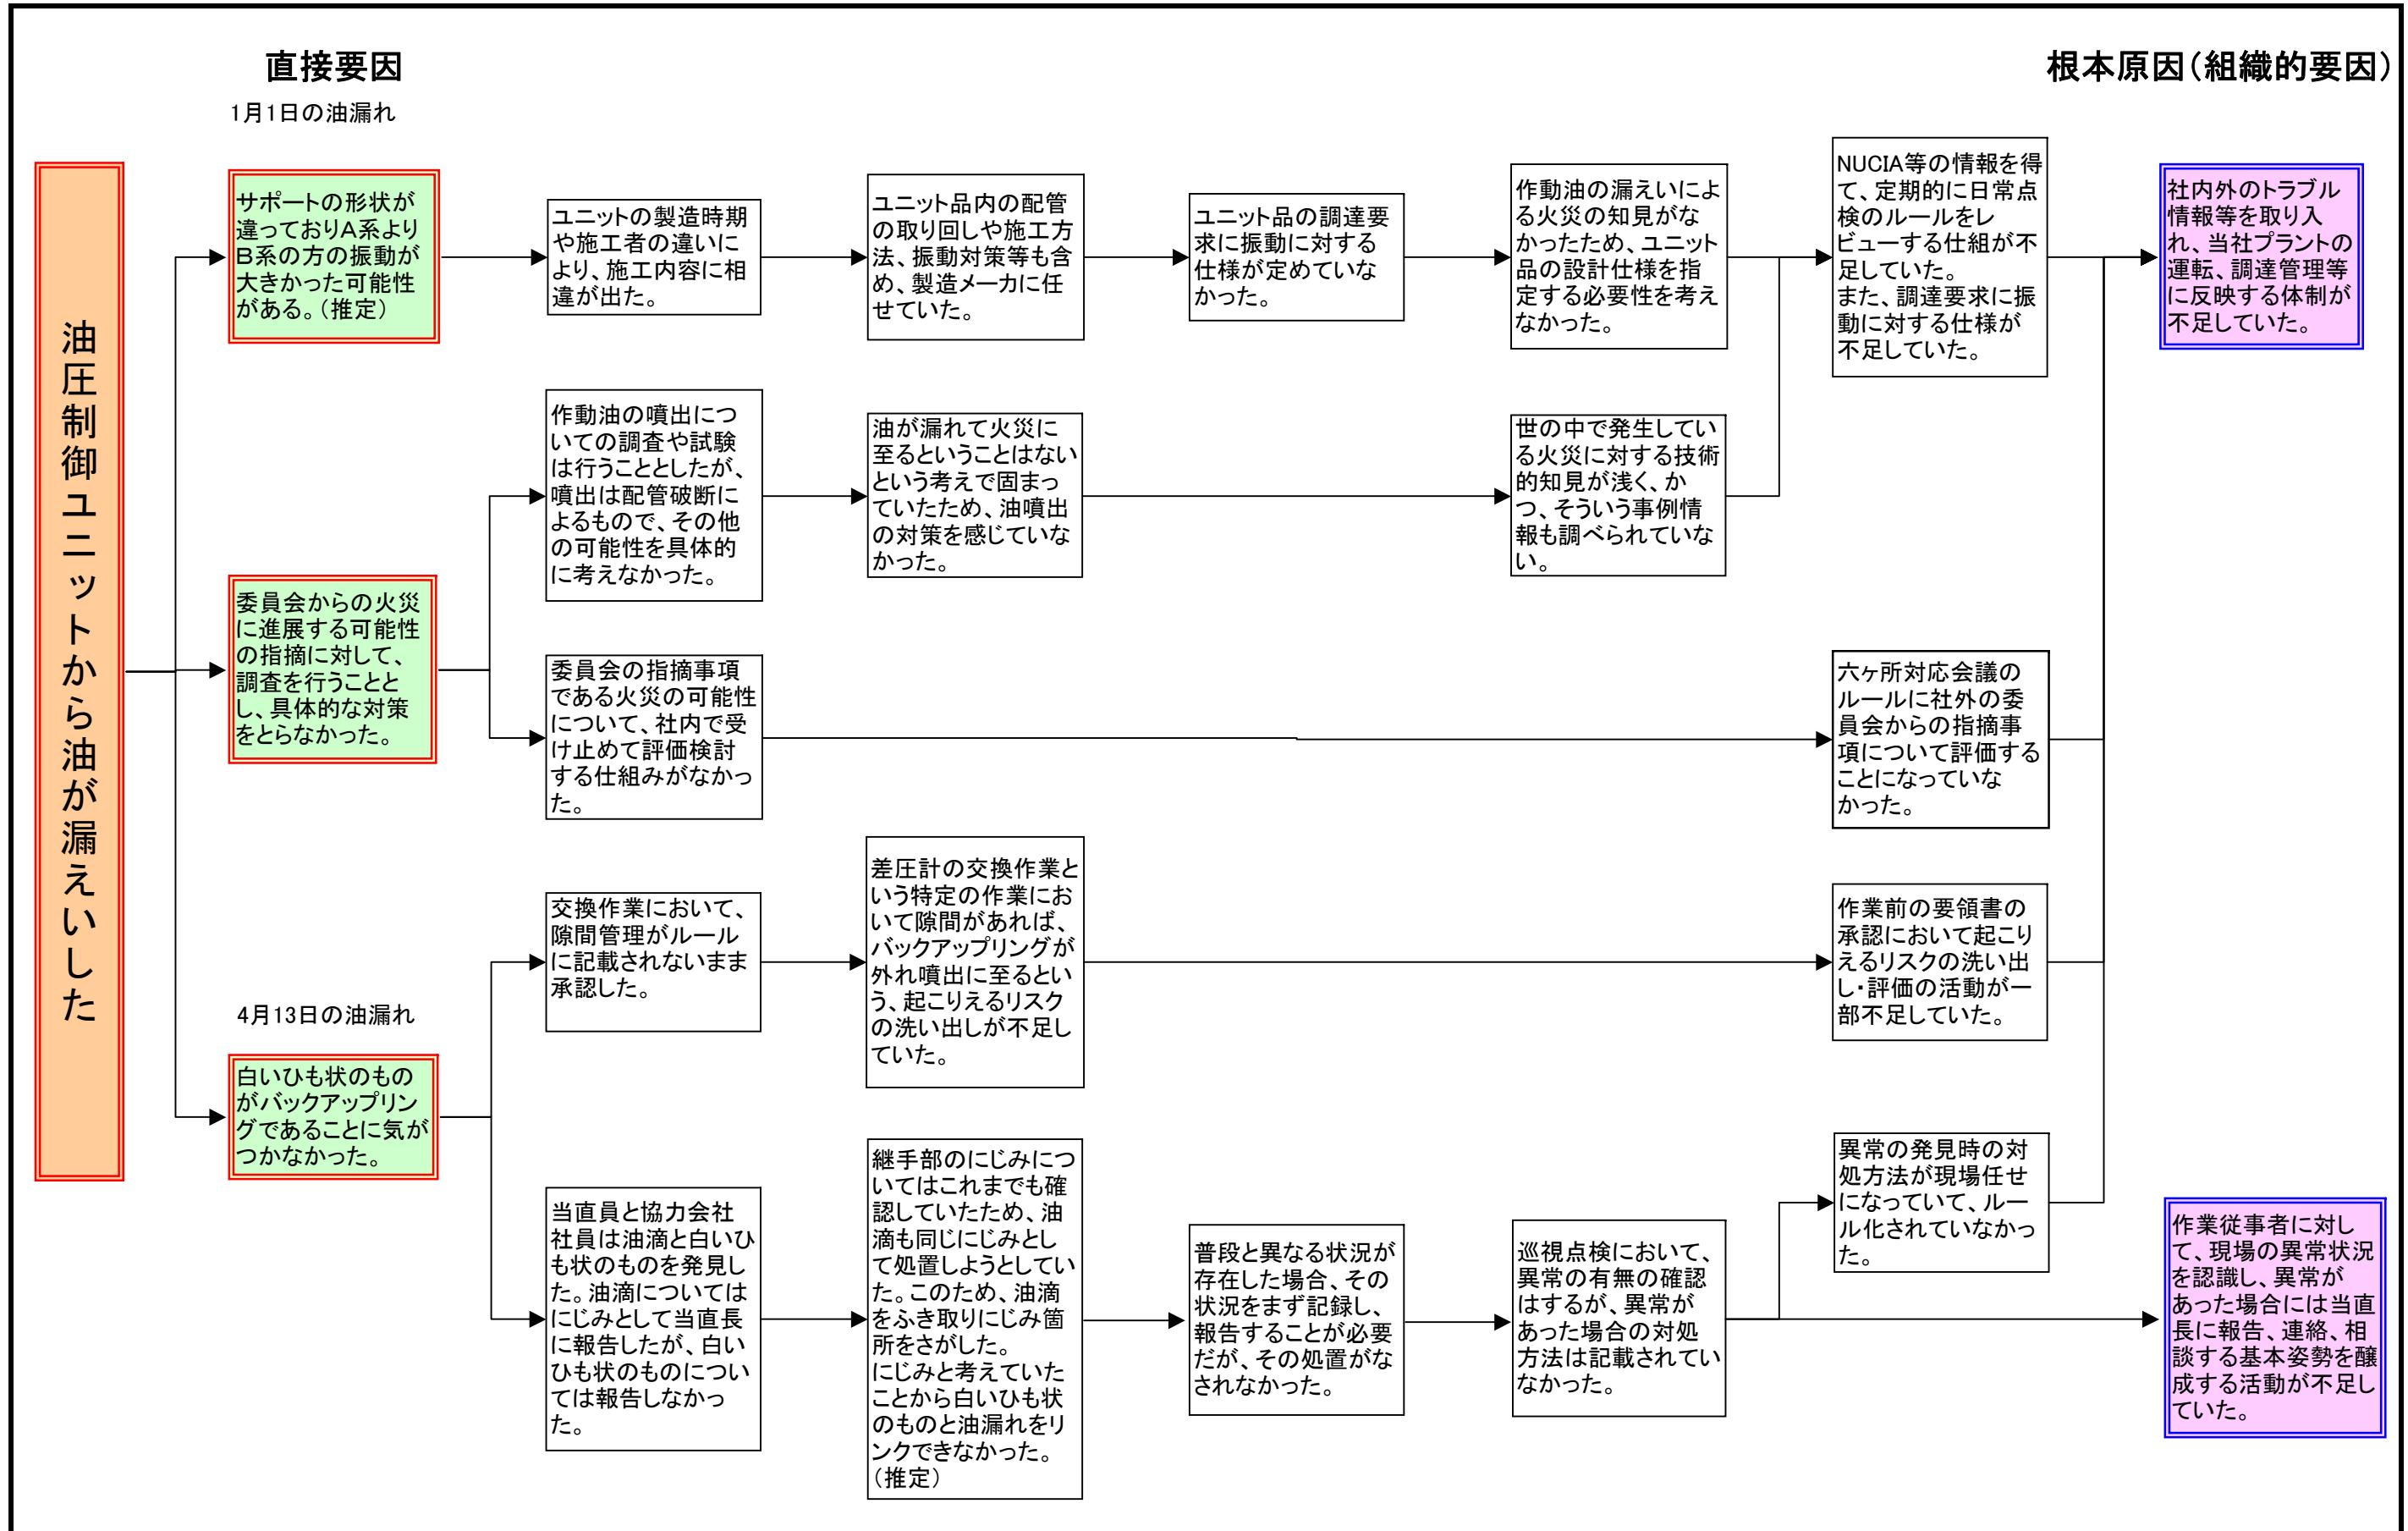 直接要因
根本原因(組織的要因)
1月1日の油漏れ
油圧制御ユニットから油が漏えいした
サポートの形状が
違っておりA系より
B系の方の振動が
大きかった可能性
がある。(推定)
ユニットの製造時期
や施工者の違いに
より、施工内容に相
違が出た。
ユニット品内の配管
の取り回しや施工方
法、振動対策等も含
め、製造メーカに任
せていた。
ユニット品の調達要
求に振動に対する
仕様が定めていな
かった。
作動油の漏えいによ
る火災の知見がな
かったため、ユニット
品の設計仕様を指
定する必要性を考え
なかった。
NUCIA等の情報を得
て、定期的に日常点
検のルールをレ
ビューする仕組が不
足していた。
また、調達要求に振
動に対する仕様が
不足していた。
社内外のトラブル
情報等を取り入
れ、当社プラントの
運転、調達管理等
に反映する体制が
不足していた。
委員会からの火災
に進展する可能性
の指摘に対して、
調査を行うことと
し、具体的な対策
をとらなかった。
作動油の噴出につ
いての調査や試験
は行うこととしたが、
噴出は配管破断に
よるもので、その他
の可能性を具体的
に考えなかった。
油が漏れて火災に
至るということはない
という考えで固まっ
ていたため、油噴出
の対策を感じていな
かった。
世の中で発生してい
る火災に対する技術
的知見が浅く、か
つ、そういう事例情
報も調べられていな
い。
委員会の指摘事項
である火災の可能性
について、社内で受
け止めて評価検討
する仕組みがなかっ
た。
六ヶ所対応会議の
ルールに社外の委
員会からの指摘事
項について評価する
ことになっていな
かった。
4月13日の油漏れ
白いひも状のもの
がバックアップリン
グであることに気が
つかなかった。
交換作業において、
隙間管理がルール
に記載されないまま
承認した。
差圧計の交換作業と
いう特定の作業にお
いて隙間があれば、
バックアップリングが
外れ噴出に至るとい
う、起こりえるリスク
の洗い出しが不足し
ていた。
作業前の要領書の
承認において起こり
えるリスクの洗い出
し・評価の活動が一
部不足していた。
当直員と協力会社
社員は油滴と白いひ
も状のものを発見し
た。油滴については
にじみとして当直長
に報告したが、白い
ひも状のものについ
ては報告しなかっ
た。
継手部のにじみにつ
いてはこれまでも確
認していたため、油
滴も同じにじみとし
て処置しようとしてい
た。このため、油滴
をふき取りにじみ箇
所をさがした。
にじみと考えていた
ことから白いひも状
のものと油漏れをリ
ンクできなかった。
(推定)
普段と異なる状況が
存在した場合、その
状況をまず記録し、
報告することが必要
だが、その処置がな
されなかった。
巡視点検において、
異常の有無の確認
はするが、異常が
あった場合の対処
方法は記載されてい
なかった。
異常の発見時の対
処方法が現場任せ
になっていて、ルー
ル化されていなかっ
た。
作業従事者に対し
て、現場の異常状況
を認識し、異常が
あった場合には当直
長に報告、連絡、相
談する基本姿勢を醸
成する活動が不足し
ていた。